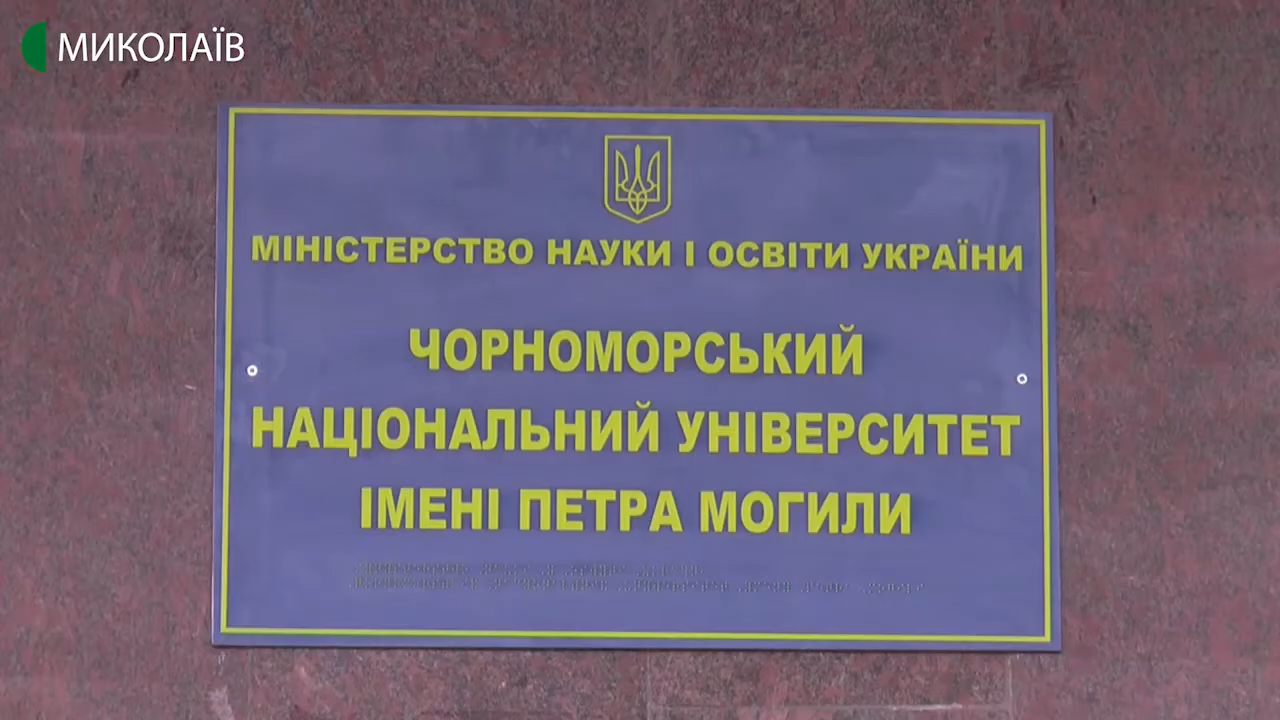 МИКОЛАЇВ
МІНІСТЕРСТВО НАУКИ І ОСВІТИ УКРАЇНИ
ЧОРНОМОРСЬКИЙ
НАЦІОНАЛЬНИЙ УНІВЕРСИТЕТ
ІМЕНІ ПЕТРА МОГИЛИ